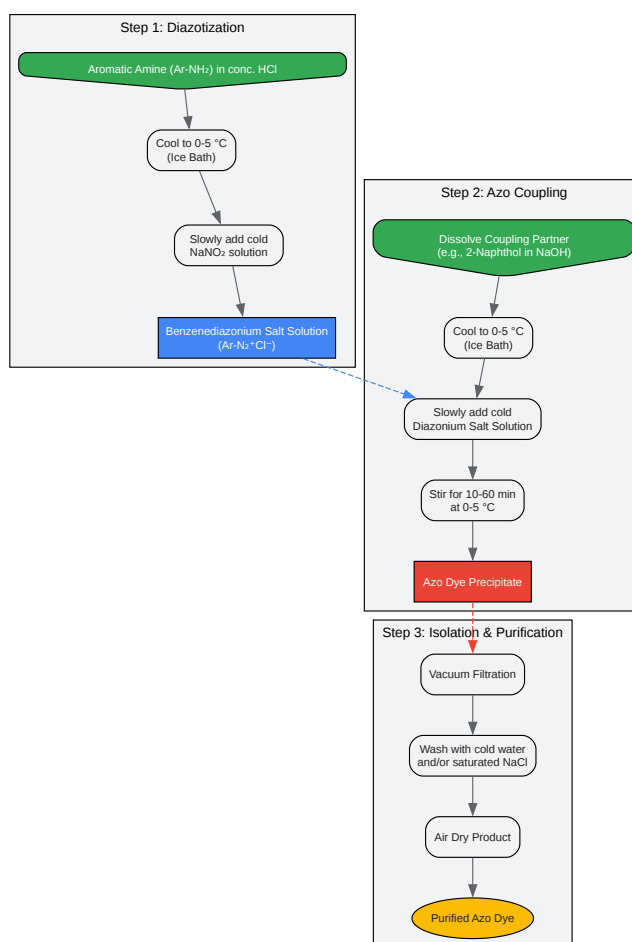 Step 1: Diazotization
Aromatic Amine (Ar-NH₂) in conc. HCl
Cool to 0-5 °C
(Ice Bath)
Slowly add cold
NaNO₂ solution
Benzenediazonium Salt Solution
(Ar-N₂⁺Cl⁻)
Step 2: Azo Coupling
Dissolve Coupling Partner
(e.g., 2-Naphthol in NaOH)
Cool to 0-5 °C
(Ice Bath)
Slowly add cold
Diazonium Salt Solution
Stir for 10-60 min
at 0-5 °C
Azo Dye Precipitate
Step 3: Isolation & Purification
Vacuum Filtration
Wash with cold water
and/or saturated NaCl
Air Dry Product
Purified Azo Dye